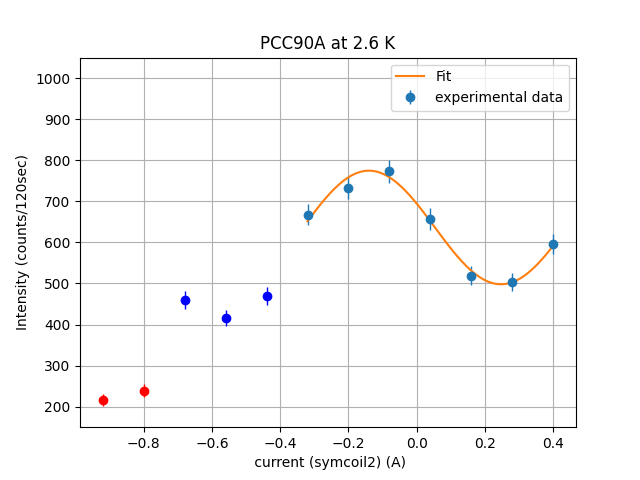 PCC90A at 2.6 K
Fit
experimental data
Intensity (counts/120sec)
1000
900
800
700
600
500
400
300
200
−0.8 −0.6 −0.4 −0.2 0.0 0.2 0.4
current (symcoil2) (A)